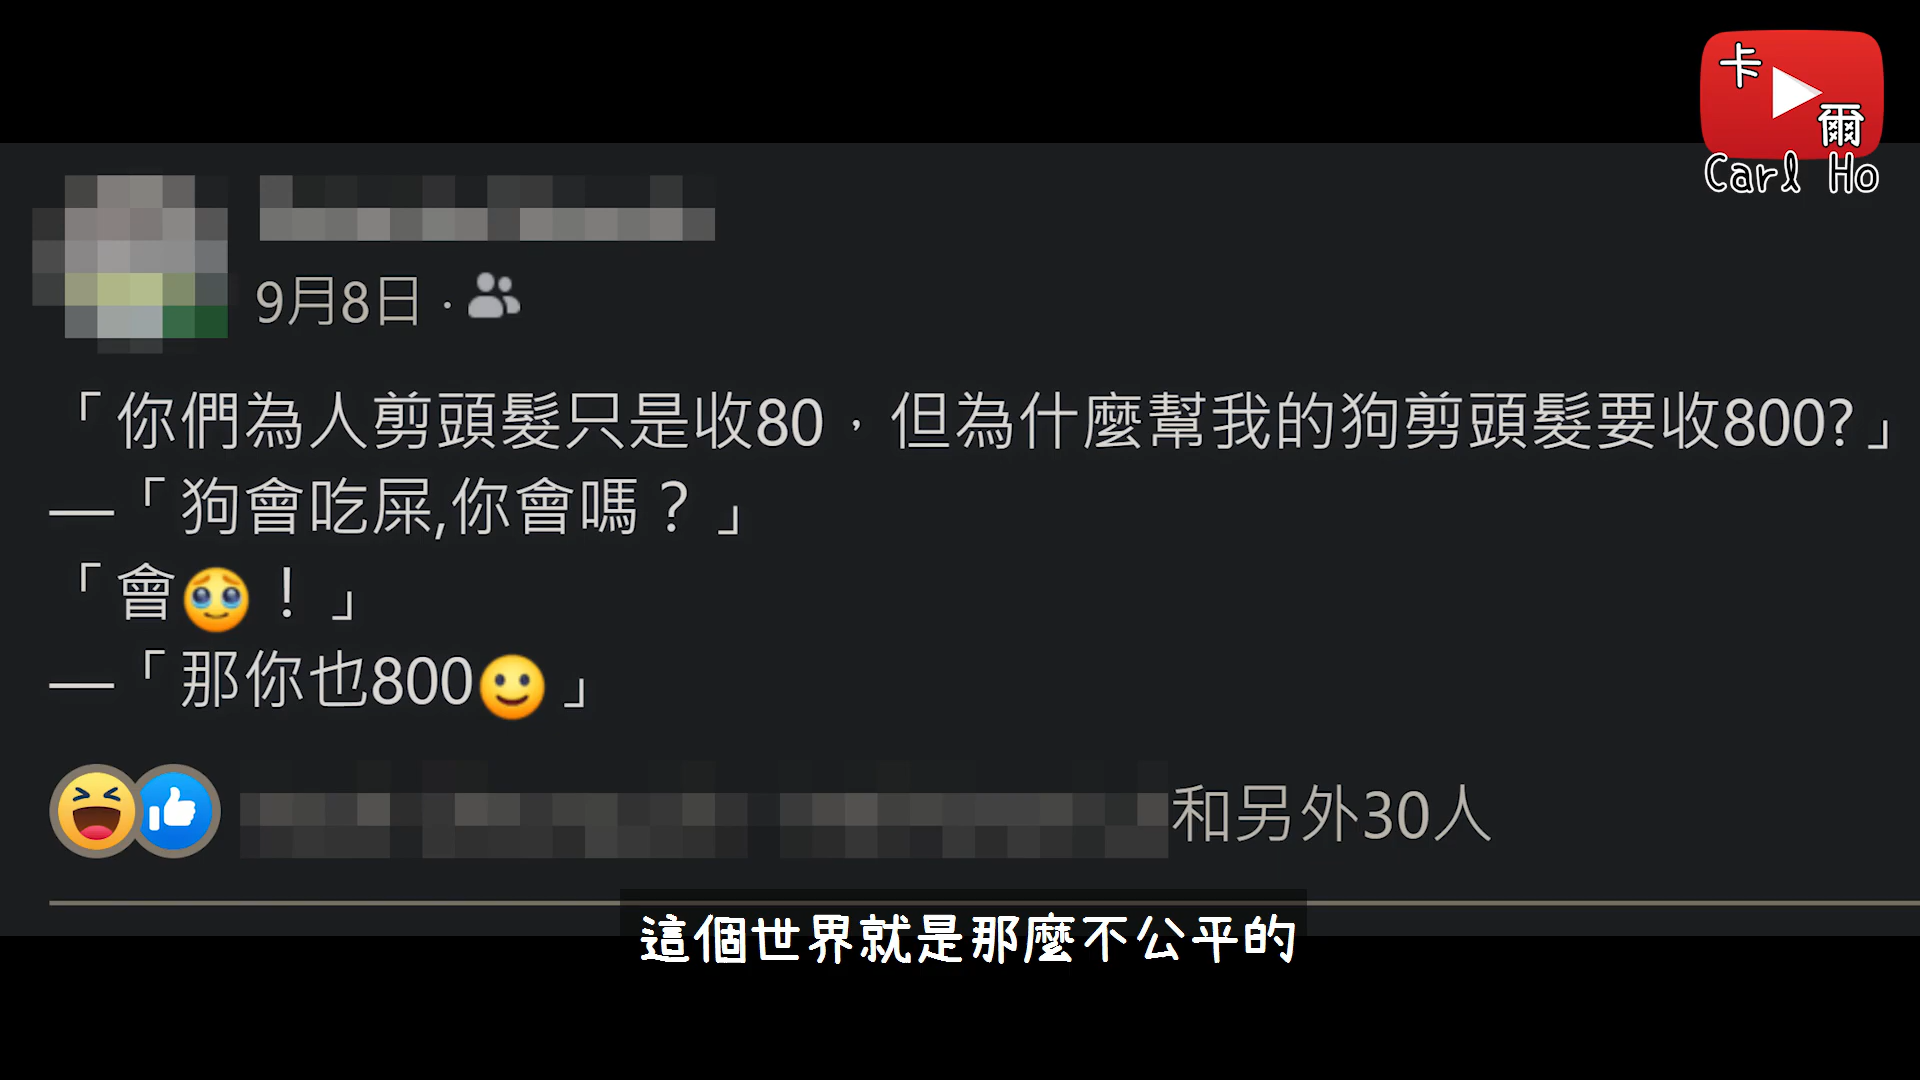 卡爾
Carl Ho
9月8日 ·
「你們為人剪頭髮只是收80，但為什麼幫我的狗剪頭髮要收800?」
—「狗會吃屎,你會嗎？」
「會🥹！」
—「那你也800🙂」
和另外30人
這個世界就是那麼不公平的